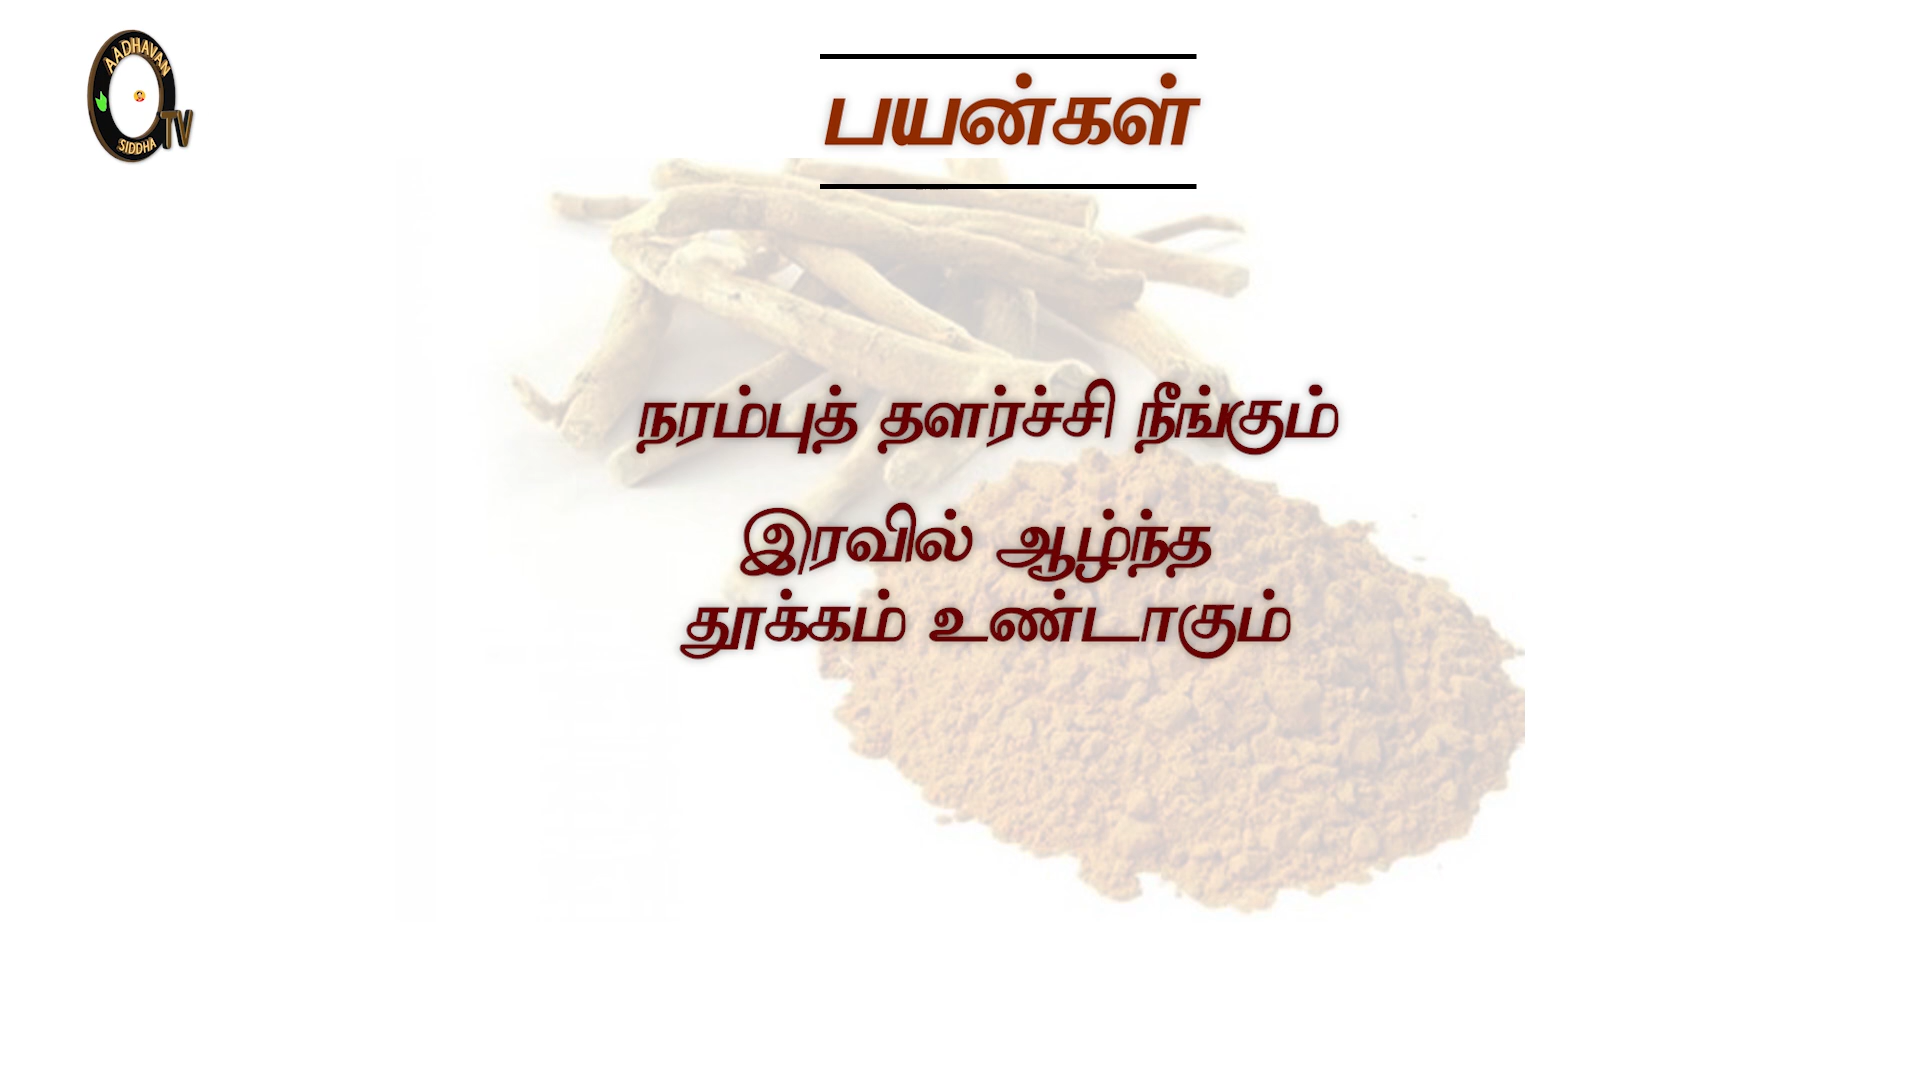 AADHAVAN
SIDDHA
TV
பயன்கள்
நரம்புத் தளர்ச்சி நீங்கும்
இரவில் ஆழ்ந்த
தூக்கம் உண்டாகும்